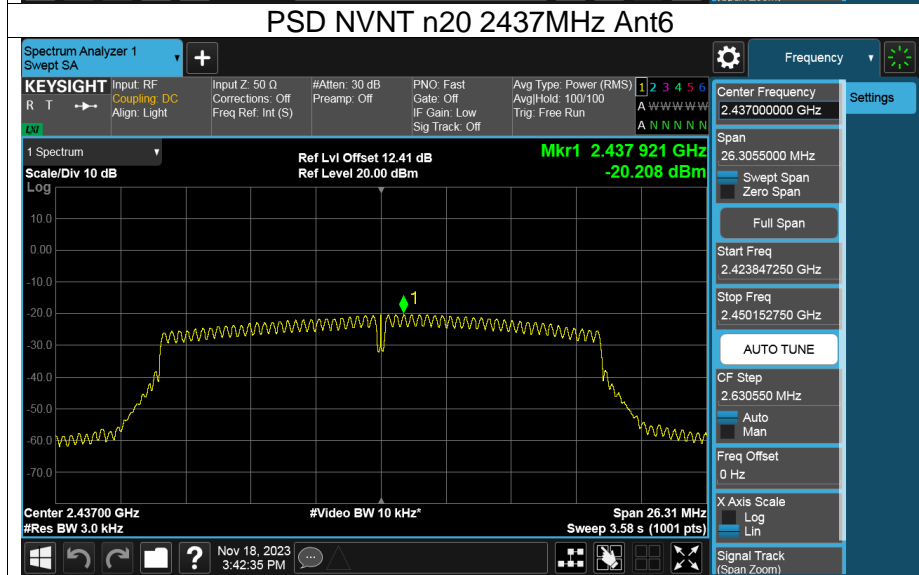 (Span Zoom)
PSD NVNT n20 2437MHz Ant6
Spectrum Analyzer 1
Swept SA
+
Frequency
KEYSIGHT
R T
LXI
Input: RF
Coupling: DC
Align: Light
Input Z: 50 Ω
Corrections: Off
Freq Ref: Int (S)
#Atten: 30 dB
Preamp: Off
PNO: Fast
Gate: Off
IF Gain: Low
Sig Track: Off
Avg Type: Power (RMS)
Avg|Hold: 100/100
Trig: Free Run
1 2 3 4 5 6
A W W W W W
A N N N N N
Center Frequency
2.437000000 GHz
Settings
Span
26.3055000 MHz
Swept Span
Zero Span
Full Span
Start Freq
2.423847250 GHz
Stop Freq
2.450152750 GHz
AUTO TUNE
CF Step
2.630550 MHz
Auto
Man
Freq Offset
0 Hz
X Axis Scale
Log
Lin
Signal Track
(Span Zoom)
1 Spectrum
Scale/Div 10 dB
Log
Ref Lvl Offset 12.41 dB
Ref Level 20.00 dBm
Mkr1 2.437 921 GHz
-20.208 dBm
10.0
0.00
-10.0
1
-20.0
-30.0
-40.0
-50.0
-60.0
-70.0
Center 2.43700 GHz
#Res BW 3.0 kHz
#Video BW 10 kHz*
Span 26.31 MHz
Sweep 3.58 s (1001 pts)
?
Nov 18, 2023
3:42:35 PM